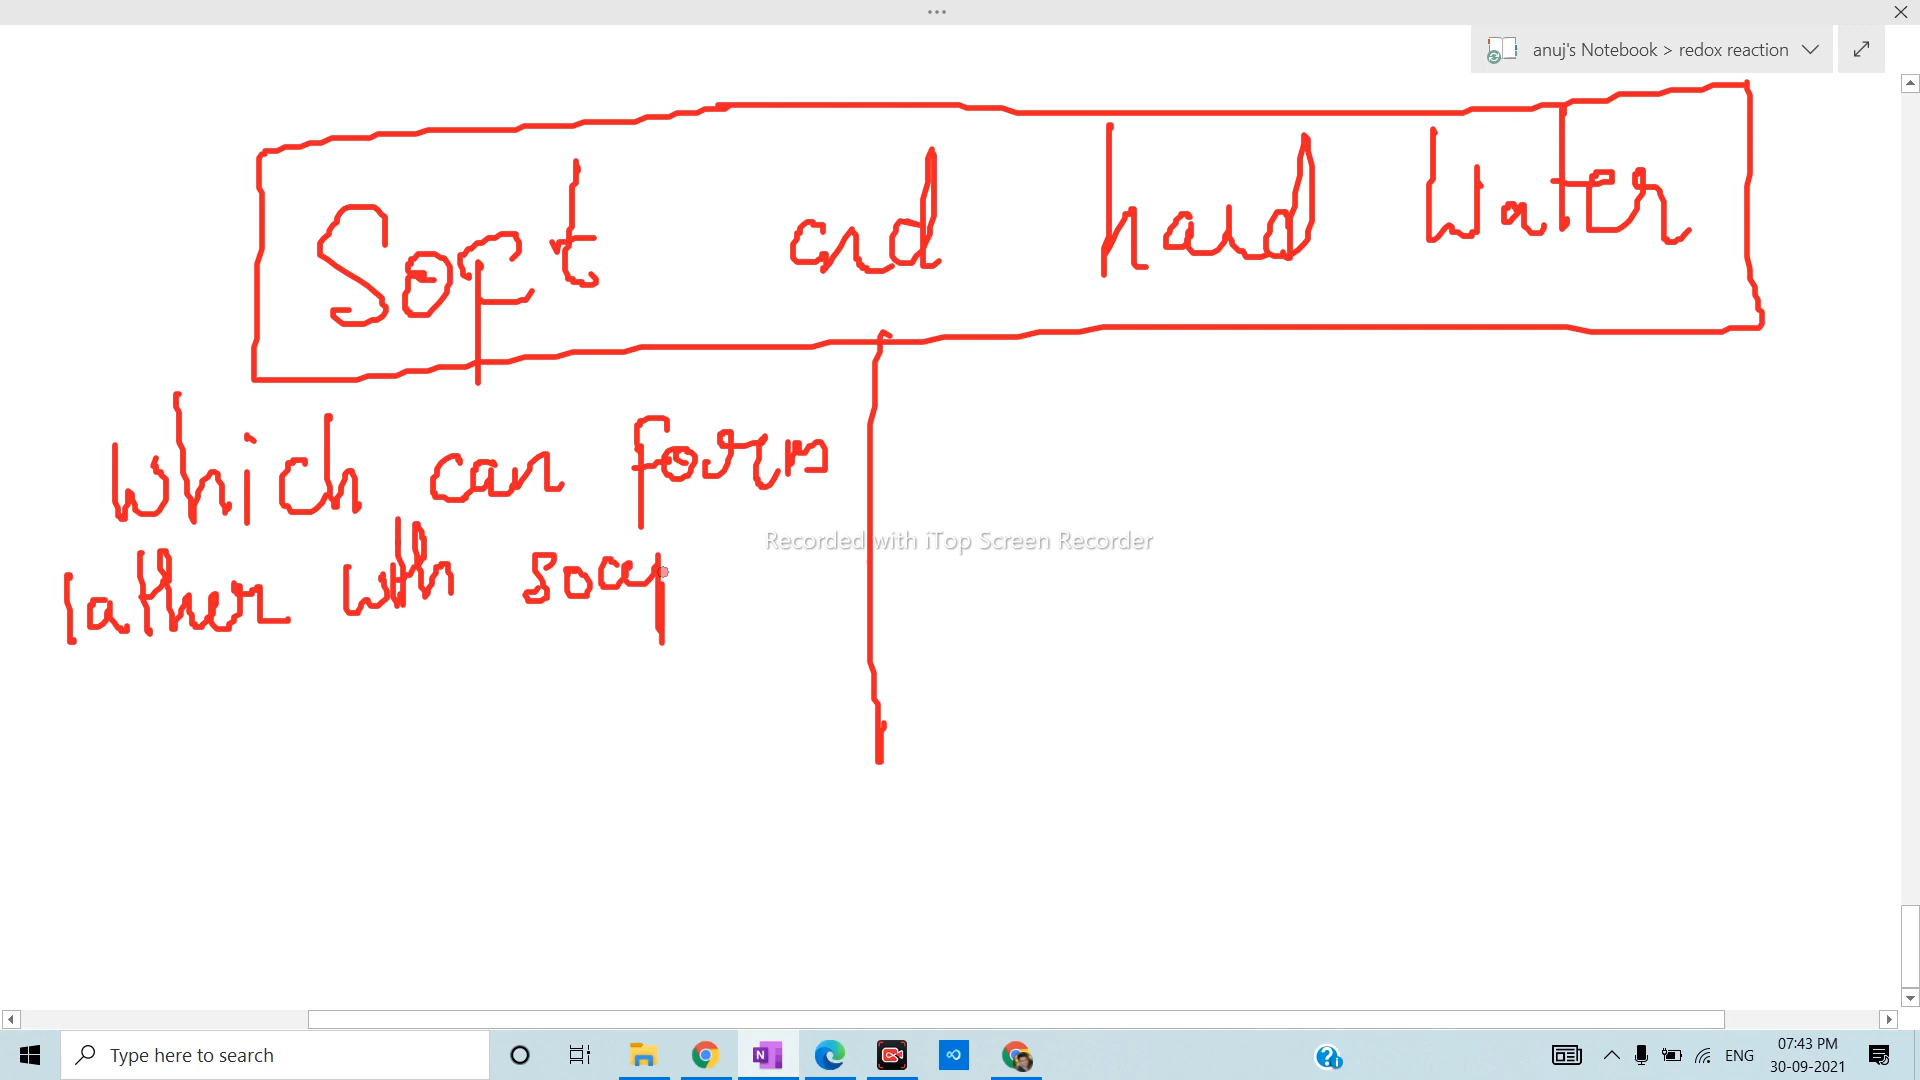 anuj's Notebook > redox reaction
Soft and hard Water
Which can form
Recorded with iTop Screen Recorder
lather with soap
Type here to search
ENG
07:43 PM
30-09-2021